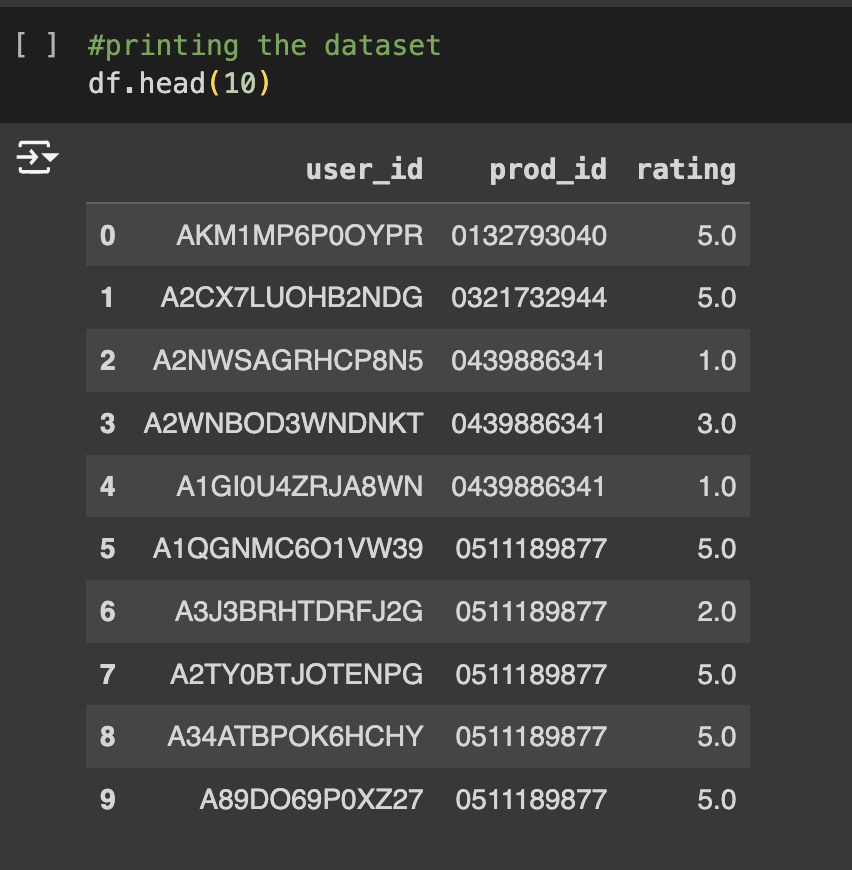 [ ] #printing the dataset
df.head(10)
user_id prod_id rating
0 AKM1MP6P0OYPR 0132793040 5.0
1 A2CX7LUOHB2NDG 0321732944 5.0
2 A2NWSAGRHCP8N5 0439886341 1.0
3 A2WNBOD3WNDNKT 0439886341 3.0
4 A1GI0U4ZRJA8WN 0439886341 1.0
5 A1QGNMC6O1VW39 0511189877 5.0
6 A3J3BRHTDRFJ2G 0511189877 2.0
7 A2TY0BTJOTENPG 0511189877 5.0
8 A34ATBPOK6HCHY 0511189877 5.0
9 A89DO69P0XZ27 0511189877 5.0